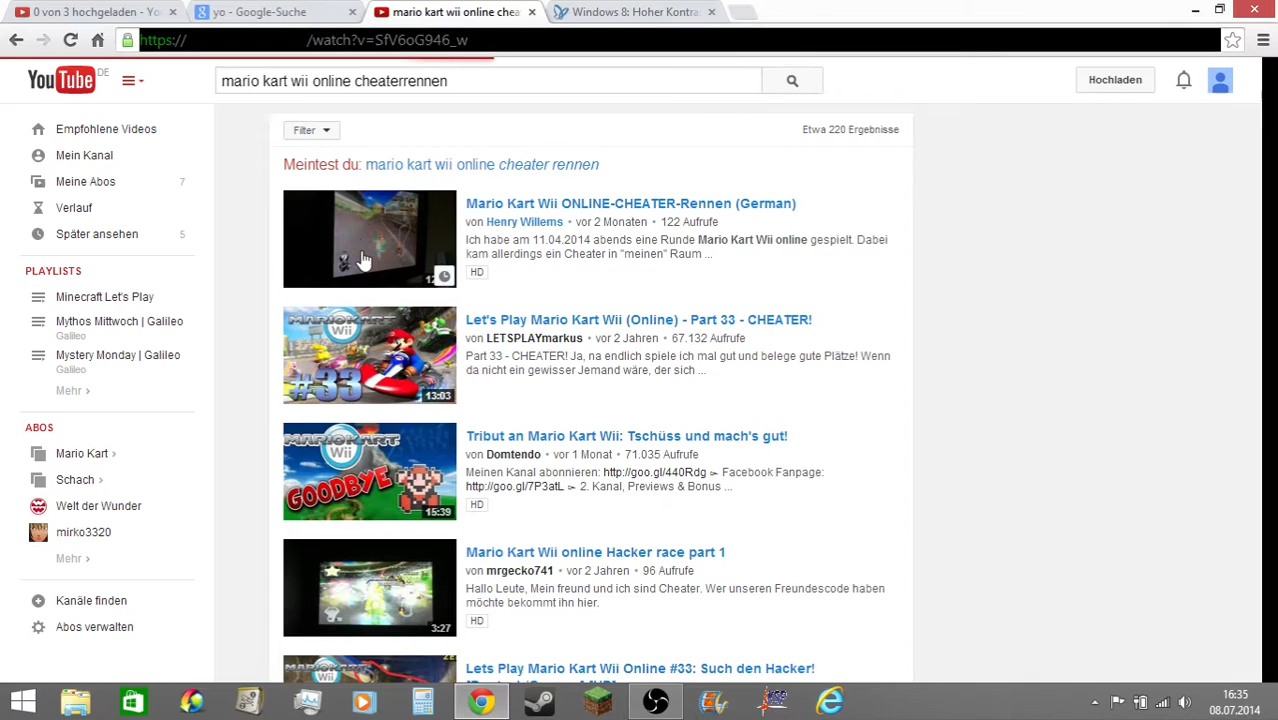 0 von 3 hochgeladen - Yo
yo - Google-Suche
mario kart wii online chea
Windows 8: Hoher Kontra
https:// /watch?v=SfV6oG946_w
YouTube DE
mario kart wii online cheaterrennen
Hochladen
Empfohlene Videos
Mein Kanal
Meine Abos 7
Verlauf
Später ansehen 5
PLAYLISTS
Minecraft Let's Play
Mythos Mittwoch | Galileo
Galileo
Mystery Monday | Galileo
Galileo
Mehr ›
ABOS
Mario Kart ›
Schach ›
Welt der Wunder
mirko3320
Mehr ›
Kanäle finden
Abos verwalten
Filter
Etwa 220 Ergebnisse
Meintest du: mario kart wii online cheater rennen
Mario Kart Wii ONLINE-CHEATER-Rennen (German)
von Henry Willems • vor 2 Monaten • 122 Aufrufe
Ich habe am 11.04.2014 abends eine Runde Mario Kart Wii online gespielt. Dabei
kam allerdings ein Cheater in "meinen" Raum ...
HD
MARIOKART
Wii
#33
13:03
Let's Play Mario Kart Wii (Online) - Part 33 - CHEATER!
von LETSPLAYmarkus • vor 2 Jahren • 67.132 Aufrufe
Part 33 - CHEATER! Ja, na endlich spiele ich mal gut und belege gute Plätze! Wenn
da nicht ein gewisser Jemand wäre, der sich ...
MARIOKART
Wii
GOODBYE
15:39
Tribut an Mario Kart Wii: Tschüss und mach's gut!
von Domtendo • vor 1 Monat • 71.035 Aufrufe
Meinen Kanal abonnieren: http://goo.gl/440Rdg ► Facebook Fanpage:
http://goo.gl/7P3atL ► 2. Kanal, Previews & Bonus ...
HD
3:27
Mario Kart Wii online Hacker race part 1
von mrgecko741 • vor 2 Jahren • 96 Aufrufe
Hallo Leute, Mein freund und ich sind Cheater. Wer unseren Freundescode haben
möchte bekommt ihn hier.
HD
MARIOKART
Lets Play Mario Kart Wii Online #33: Such den Hacker!
16:35
08.07.2014